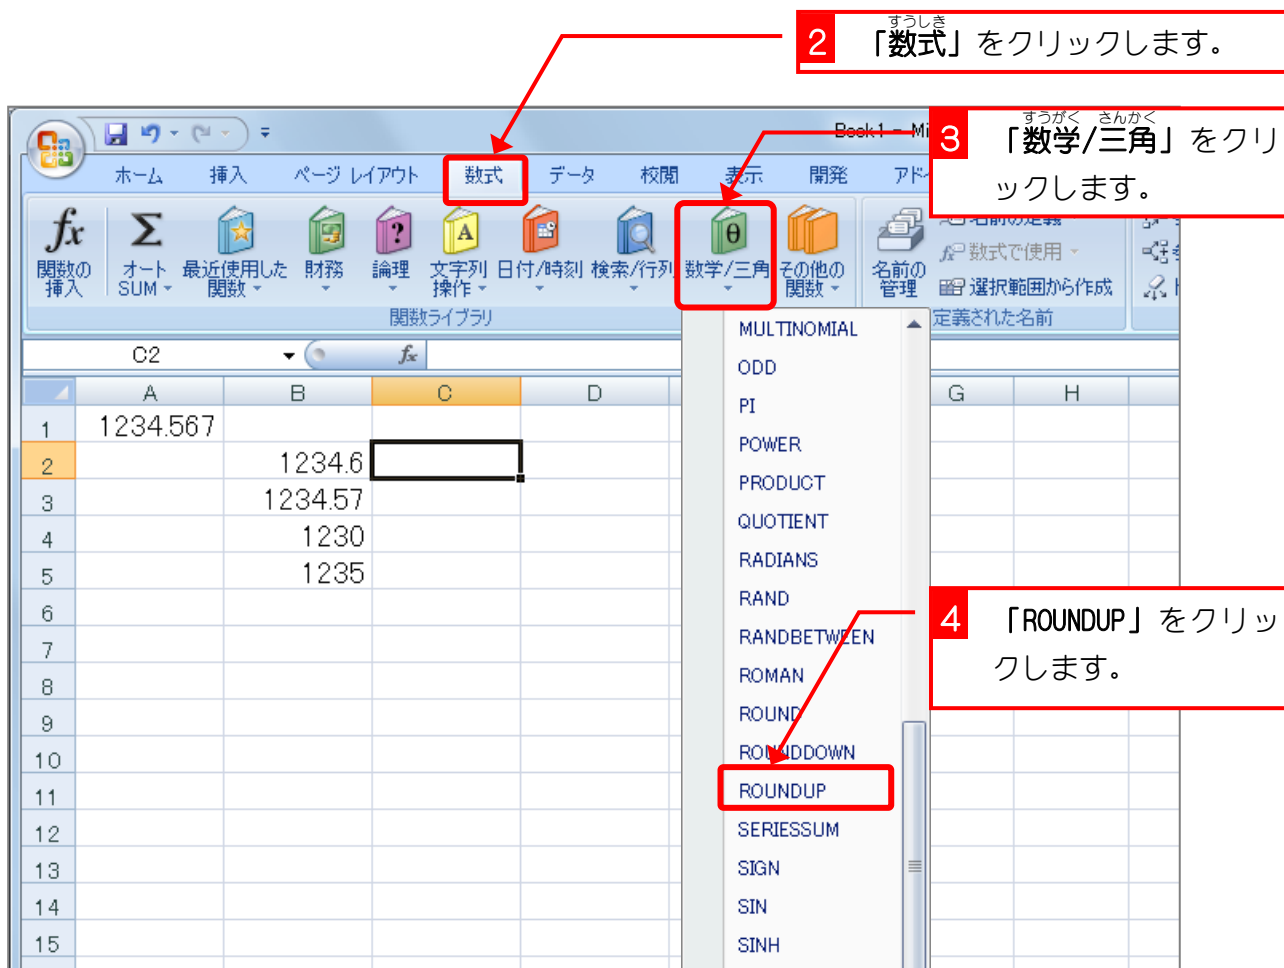 すうしき
2 「数式」をクリックします。
すうがく さんかく
3 「数学/三角」をクリ
ックします。
ホーム 挿入 ページ レイアウト 数式 データ 校閲 表示 開発
fx Σ A ? θ
関数の挿入 オート SUM 最近使用した関数 財務 論理 文字列操作 日付/時刻 検索/行列 数学/三角 その他の関数 名前の管理
数式で使用
選択範囲から作成
関数ライブラリ 定義された名前
C2 fx
A B C D G H
1 1234.567
2 1234.6
3 1234.57
4 1230
5 1235
6
7
8
9
10
11
12
13
14
15
MULTINOMIAL
ODD
PI
POWER
PRODUCT
QUOTIENT
RADIANS
RAND
RANDBETWEEN
ROMAN
ROUND
ROUNDDOWN
ROUNDUP
SERIESSUM
SIGN
SIN
SINH
4 「ROUNDUP」をクリッ
クします。